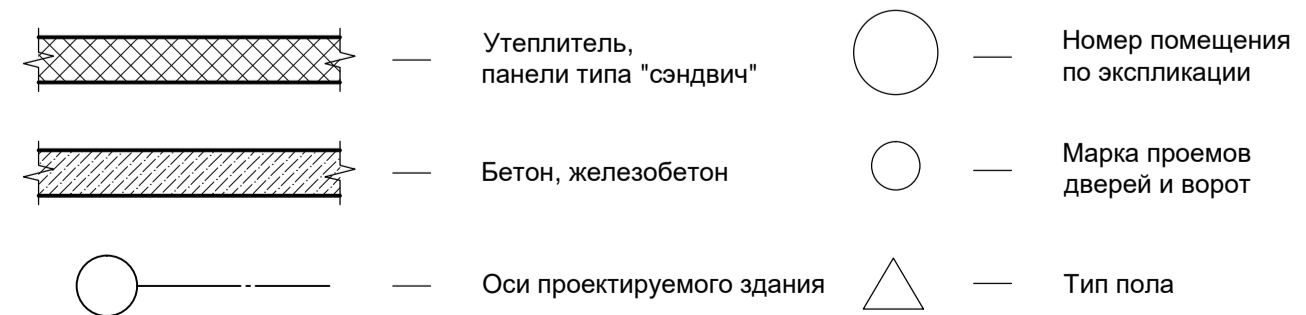 Утеплитель,
панели типа "сэндвич"
Бетон, железобетон
Оси проектируемого здания
Номер помещения
по экспликации
Марка проемов
дверей и ворот
Тип пола